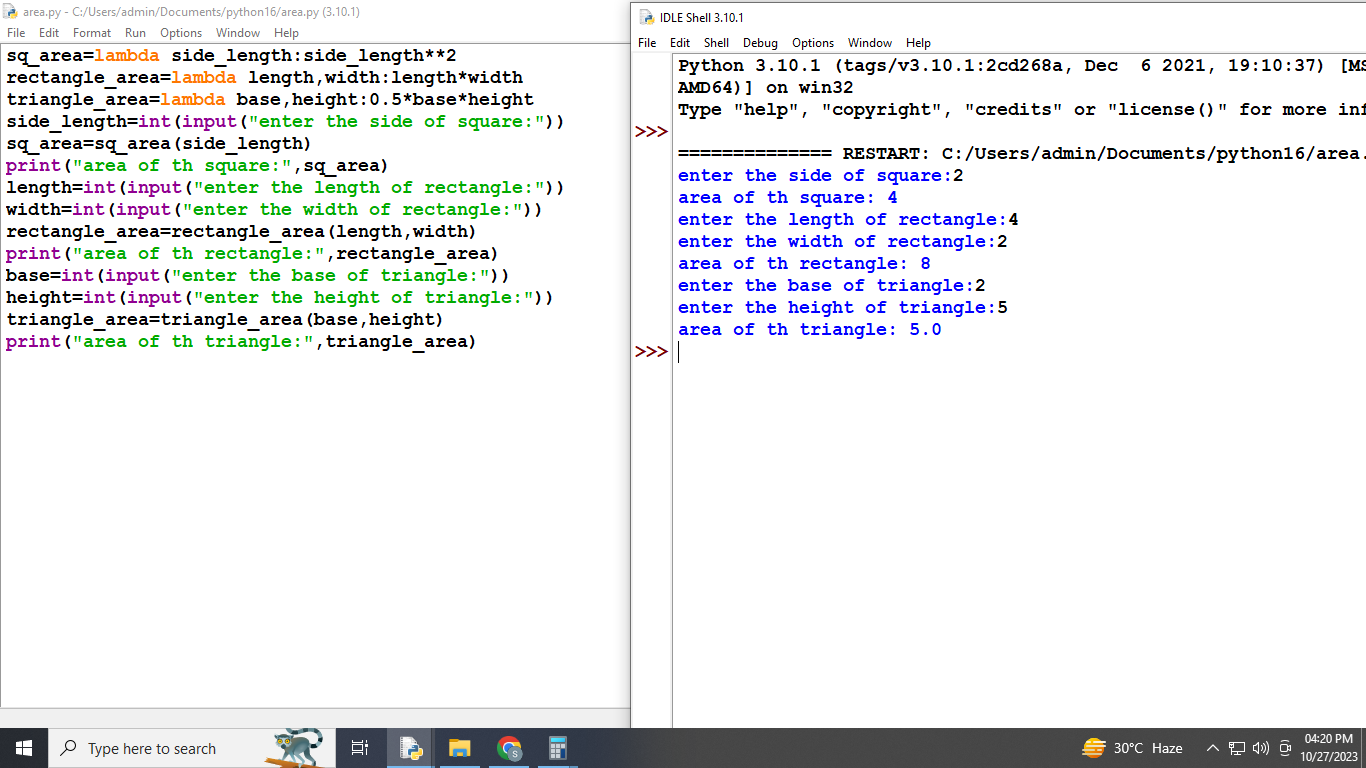 area.py - C:/Users/admin/Documents/python16/area.py (3.10.1)
File Edit Format Run Options Window Help
sq_area=lambda side_length:side_length**2
rectangle_area=lambda length,width:length*width
triangle_area=lambda base,height:0.5*base*height
side_length=int(input("enter the side of square:"))
sq_area=sq_area(side_length)
print("area of th square:",sq_area)
length=int(input("enter the length of rectangle:"))
width=int(input("enter the width of rectangle:"))
rectangle_area=rectangle_area(length,width)
print("area of th rectangle:",rectangle_area)
base=int(input("enter the base of triangle:"))
height=int(input("enter the height of triangle:"))
triangle_area=triangle_area(base,height)
print("area of th triangle:",triangle_area)
IDLE Shell 3.10.1
File Edit Shell Debug Options Window Help
Python 3.10.1 (tags/v3.10.1:2cd268a, Dec  6 2021, 19:10:37) [MS
AMD64)] on win32
Type "help", "copyright", "credits" or "license()" for more inf
>>>
============== RESTART: C:/Users/admin/Documents/python16/area.
enter the side of square:2
area of th square: 4
enter the length of rectangle:4
enter the width of rectangle:2
area of th rectangle: 8
enter the base of triangle:2
enter the height of triangle:5
area of th triangle: 5.0
>>>
Type here to search
S
30°C Haze
04:20 PM
10/27/2023